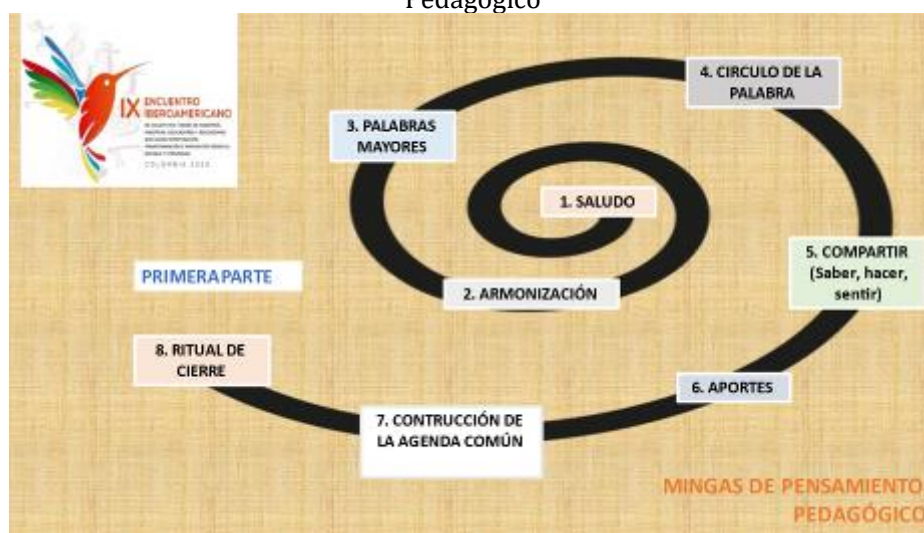 Pedagógico
IX ENCUENTRO
IBEROAMERICANO
COLOMBIA 2020
4. CIRCULO DE LA
PALABRA
3. PALABRAS
MAYORES
1. SALUDO
5. COMPARTIR
(Saber, hacer,
sentir)
PRIMERA PARTE
2. ARMONIZACIÓN
8. RITUAL DE
CIERRE
6. APORTES
7. CONTRUCCIÓN DE
LA AGENDA COMÚN
MINGAS DE PENSAMIENTO
PEDAGÓGICO